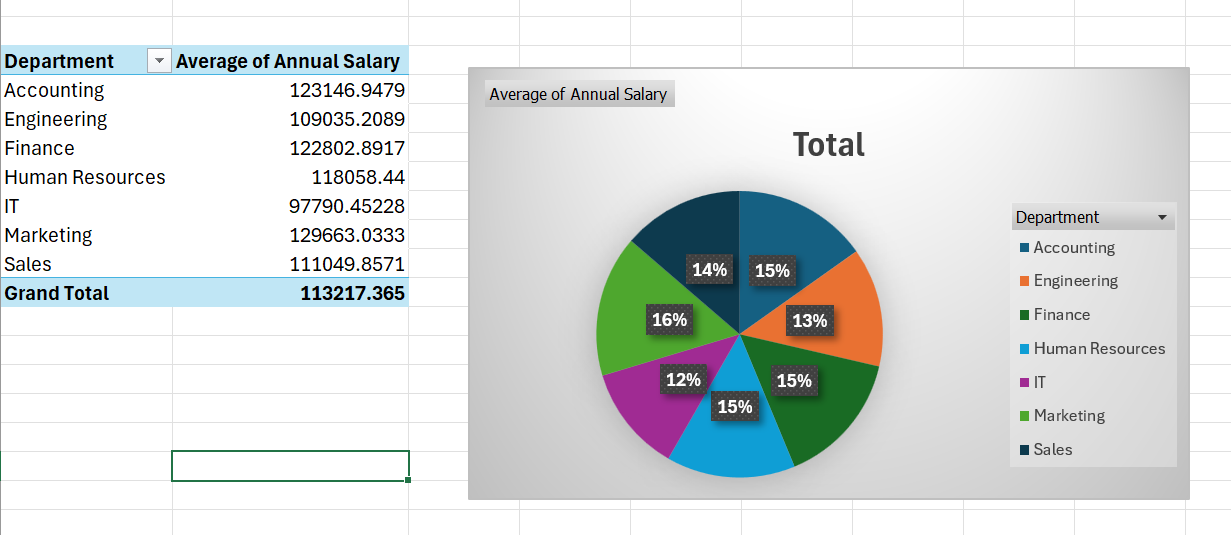 Department Average of Annual Salary
Accounting 123146.9479
Engineering 109035.2089
Finance 122802.8917
Human Resources 118058.44
IT 97790.45228
Marketing 129663.0333
Sales 111049.8571
Grand Total 113217.365
Average of Annual Salary
Total
14% 15%
16% 13%
12% 15%
15%
Department
Accounting
Engineering
Finance
Human Resources
IT
Marketing
Sales